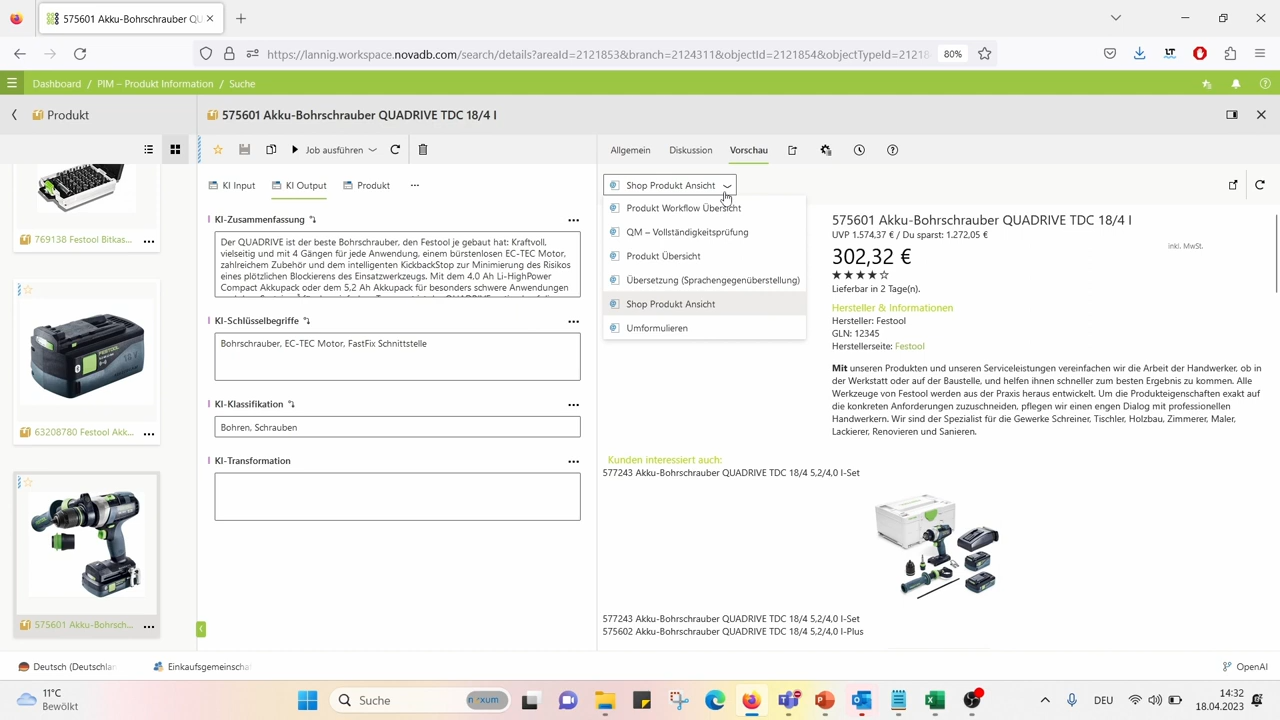 575601 Akku-Bohrschrauber QU
https://lannig.workspace.novadb.com/search/details?areaId=2121853&branch=2124311&objectId=2121854&objectTypeId=2121
80%
Dashboard / PIM – Produkt Information / Suche
Produkt
575601 Akku-Bohrschrauber QUADRIVE TDC 18/4 I
Job ausführen
Allgemein Diskussion Vorschau
KI Input KI Output Produkt ...
Shop Produkt Ansicht
Produkt Workflow Übersicht
QM – Vollständigkeitsprüfung
Produkt Übersicht
Übersetzung (Sprachengegenüberstellung)
Shop Produkt Ansicht
Umformulieren
769138 Festool Bitkas...
63208780 Festool Akk...
575601 Akku-Bohrsch...
KI-Zusammenfassung
Der QUADRIVE ist der beste Bohrschrauber, den Festool je gebaut hat: Kraftvoll,
vielseitig und mit 4 Gängen für jede Anwendung, einem bürstenlosen EC-TEC Motor,
zahlreichem Zubehör und dem intelligenten KickbackStop zur Minimierung des Risikos
eines plötzlichen Blockierens des Einsatzwerkzeugs. Mit dem 4.0 Ah Li-HighPower
Compact Akkupack oder dem 5.2 Ah Akkupack für besonders schwere Anwendungen
KI-Schlüsselbegriffe
Bohrschrauber, EC-TEC Motor, FastFix Schnittstelle
KI-Klassifikation
Bohren, Schrauben
KI-Transformation
575601 Akku-Bohrschrauber QUADRIVE TDC 18/4 I
UVP 1.574,37 € / Du sparst: 1.272,05 €
inkl. MwSt.
302,32 €
Lieferbar in 2 Tage(n).
Hersteller & Informationen
Hersteller: Festool
GLN: 12345
Herstellerseite: Festool
Mit unseren Produkten und unseren Serviceleistungen vereinfachen wir die Arbeit der Handwerker, ob in
der Werkstatt oder auf der Baustelle, und helfen ihnen schneller zum besten Ergebnis zu kommen. Alle
Werkzeuge von Festool werden aus der Praxis heraus entwickelt. Um die Produkteigenschaften exakt auf
die konkreten Anforderungen zuzuschneiden, pflegen wir einen engen Dialog mit professionellen
Handwerkern. Wir sind der Spezialist für die Gewerke Schreiner, Tischler, Holzbau, Zimmerer, Maler,
Lackierer, Renovieren und Sanieren.
Kunden interessiert auch:
577243 Akku-Bohrschrauber QUADRIVE TDC 18/4 5,2/4,0 I-Set
577243 Akku-Bohrschrauber QUADRIVE TDC 18/4 5,2/4,0 I-Set
575602 Akku-Bohrschrauber QUADRIVE TDC 18/4 5,2/4,0 I-Plus
Deutsch (Deutschlan
Einkaufsgemeinscha
OpenAI
11°C
Bewölkt
Suche
DEU
14:32
18.04.2023